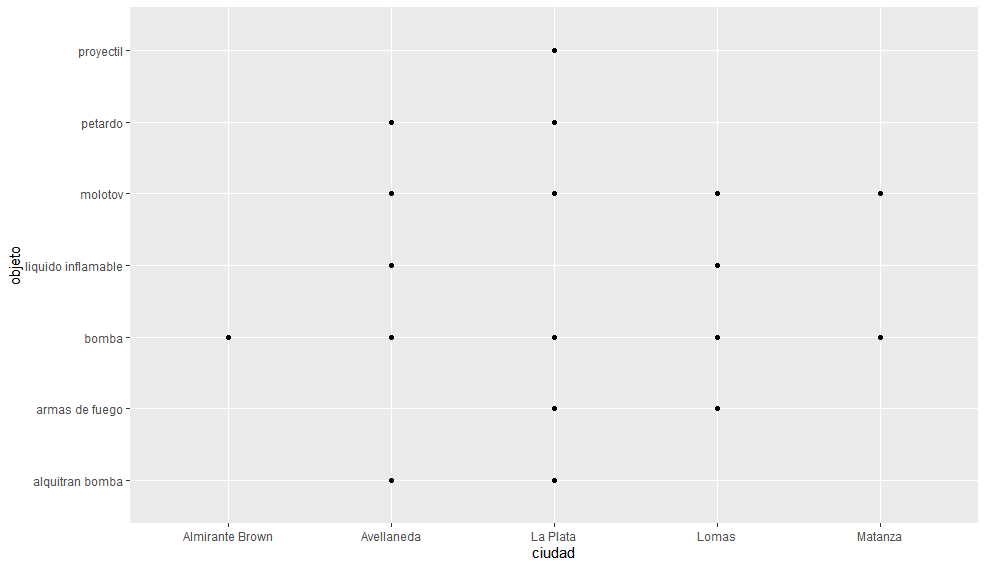 proyectil
petardo
molotov
liquido inflamable
bomba
armas de fuego
alquitran bomba
objeto
Almirante Brown
Avellaneda
La Plata
Lomas
Matanza
ciudad